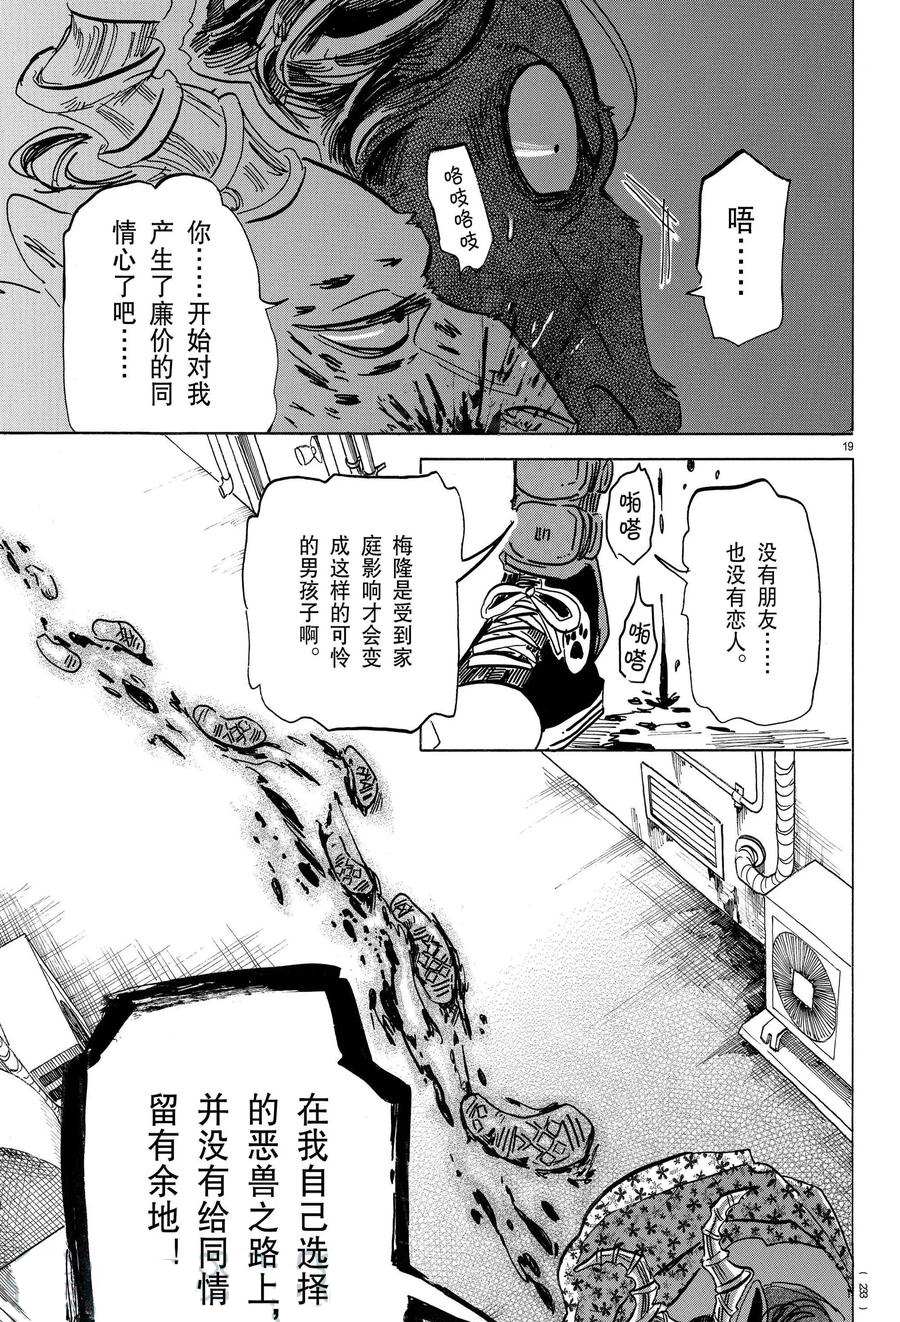 唔……
咯吱咯吱
你……开始对我
产生了廉价的同
情心了吧……
19
没有朋友……
也没有恋人。
啪嗒
啪嗒
梅隆是受到家
庭影响才会变
成这样的可怜
的男孩子啊。
在我自己选择
的恶兽之路上，
并没有给同情
留有余地！
(233)